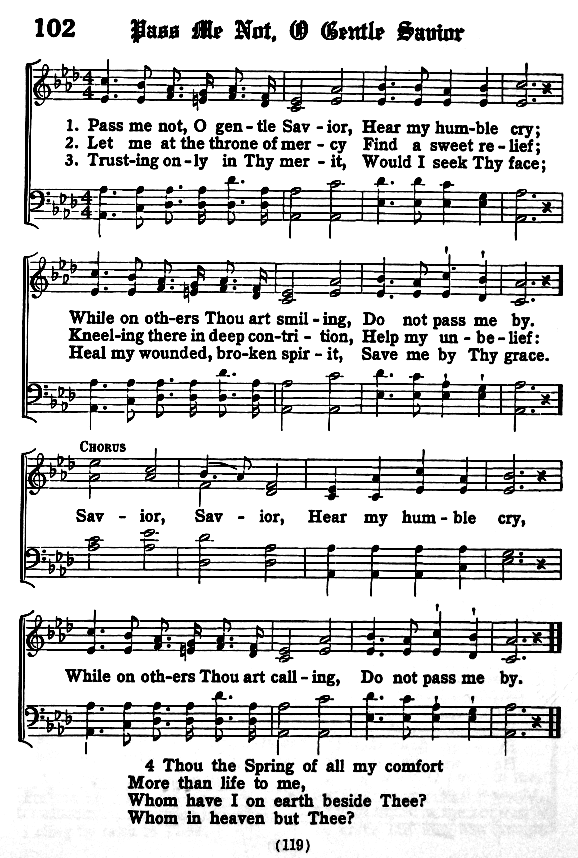 102 Pass Me Not, O Gentle Savior
1. Pass me not, O gen-tle Sav-ior, Hear my hum-ble cry;
2. Let me at the throne of mer-cy Find a sweet re-lief;
3. Trust-ing on-ly in Thy mer-it, Would I seek Thy face;
While on oth-ers Thou art smil-ing, Do not pass me by.
Kneel-ing there in deep con-tri-tion, Help my un-be-lief:
Heal my wounded, bro-ken spir-it, Save me by Thy grace.
CHORUS
Sav-ior, Sav-ior, Hear my hum-ble cry,
While on oth-ers Thou art call-ing, Do not pass me by.
4 Thou the Spring of all my comfort
More than life to me,
Whom have I on earth beside Thee?
Whom in heaven but Thee?
(119)